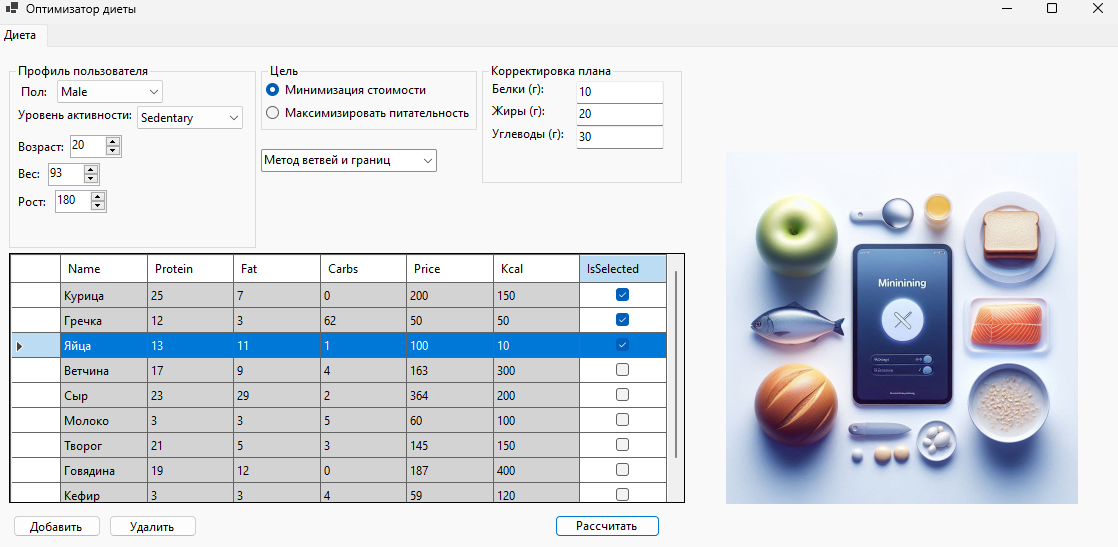 Оптимизатор диеты
Диета
Профиль пользователя
Пол: Male
Уровень активности: Sedentary
Возраст: 20
Вес: 93
Рост: 180
Цель
Минимизация стоимости
Максимизировать питательность
Метод ветвей и границ
Корректировка плана
Белки (г): 10
Жиры (г): 20
Углеводы (г): 30
Name Protein Fat Carbs Price Kcal IsSelected
Курица 25 7 0 200 150
Гречка 12 3 62 50 50
Яйца 13 11 1 100 10
Ветчина 17 9 4 163 300
Сыр 23 29 2 364 200
Молоко 3 3 5 60 100
Творог 21 5 3 145 150
Говядина 19 12 0 187 400
Кефир 3 3 4 59 120
Добавить
Удалить
Рассчитать
Mininining